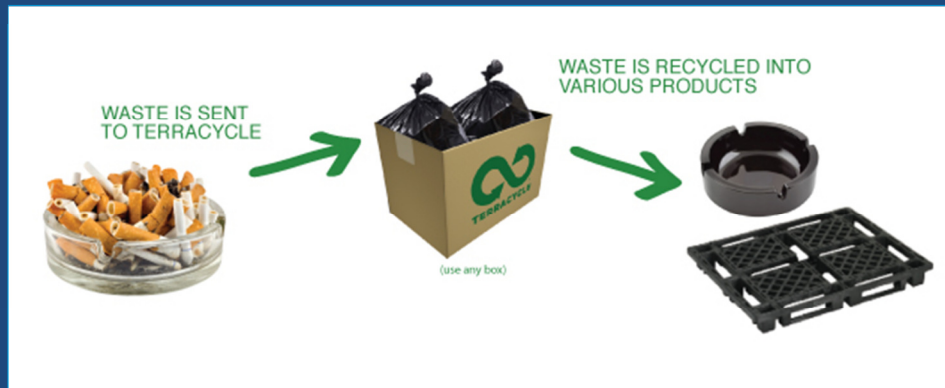 WASTE IS SENT
TO TERRACYCLE
WASTE IS RECYCLED INTO
VARIOUS PRODUCTS
TERRACYCLE
(use any box)